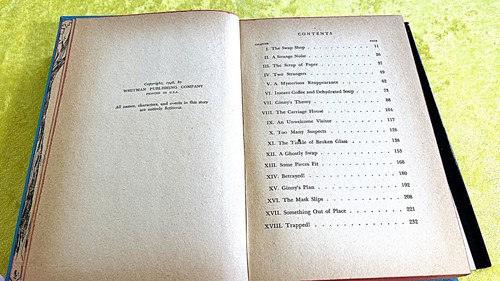 Copyright, 1948, by
WHITMAN PUBLISHING COMPANY
PRINTED IN U.S.A.
All names, characters, and events in this story
are entirely fictitious.
CONTENTS
CHAPTER PAGE
I. The Swap Shop 11
II. A Strange Noise 21
III. The Scrap of Paper 37
IV. Two Strangers 49
V. A Mysterious Reappearance 62
VI. Instant Coffee and Dehydrated Soup 73
VII. Ginny's Theory 88
VIII. The Carriage House 104
IX. An Unwelcome Visitor 117
X. Too Many Suspects 126
XI. The Tinkle of Broken Glam 138
XII. A Ghostly Swap 153
XIII. Some Pieces Fit 168
XIV. Betrayed! 180
XV. Ginny's Plan 192
XVI. The Mask Slips 208
XVII. Something Out of Place 221
XVIII. Trapped! 232